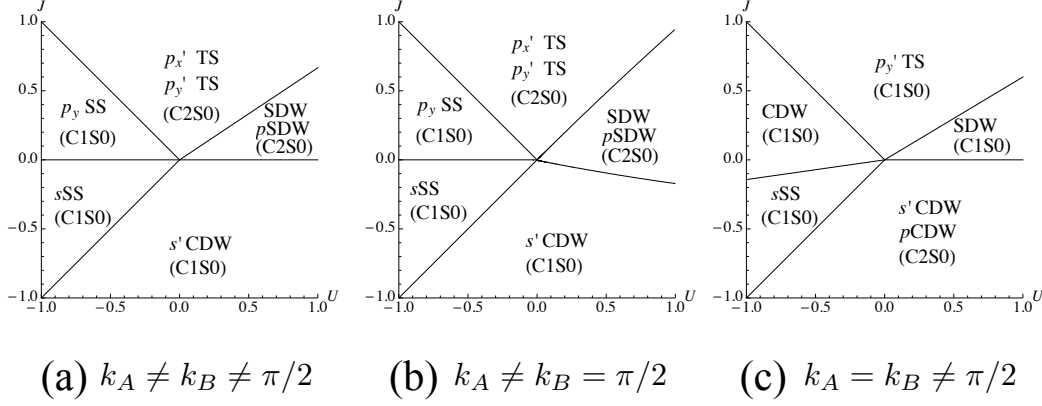 J
1.0
0.5
0.0
−0.5
−1.0
−1.0
−0.5
0.0
0.5
1.0
U
p_x' TS
p_y' TS
(C2S0)
p_y SS
(C1S0)
SDW
pSDW
(C2S0)
sSS
(C1S0)
s' CDW
(C1S0)
(a) k_A ≠ k_B ≠ π/2
J
1.0
0.5
0.0
−0.5
−1.0
−1.0
−0.5
0.0
0.5
1.0
U
p_x' TS
p_y' TS
(C2S0)
p_y SS
(C1S0)
SDW
pSDW
(C2S0)
sSS
(C1S0)
s' CDW
(C1S0)
(b) k_A ≠ k_B = π/2
J
1.0
0.5
0.0
−0.5
−1.0
−1.0
−0.5
0.0
0.5
1.0
U
p_y' TS
(C1S0)
CDW
(C1S0)
SDW
(C1S0)
sSS
(C1S0)
s' CDW
pCDW
(C2S0)
(c) k_A = k_B ≠ π/2